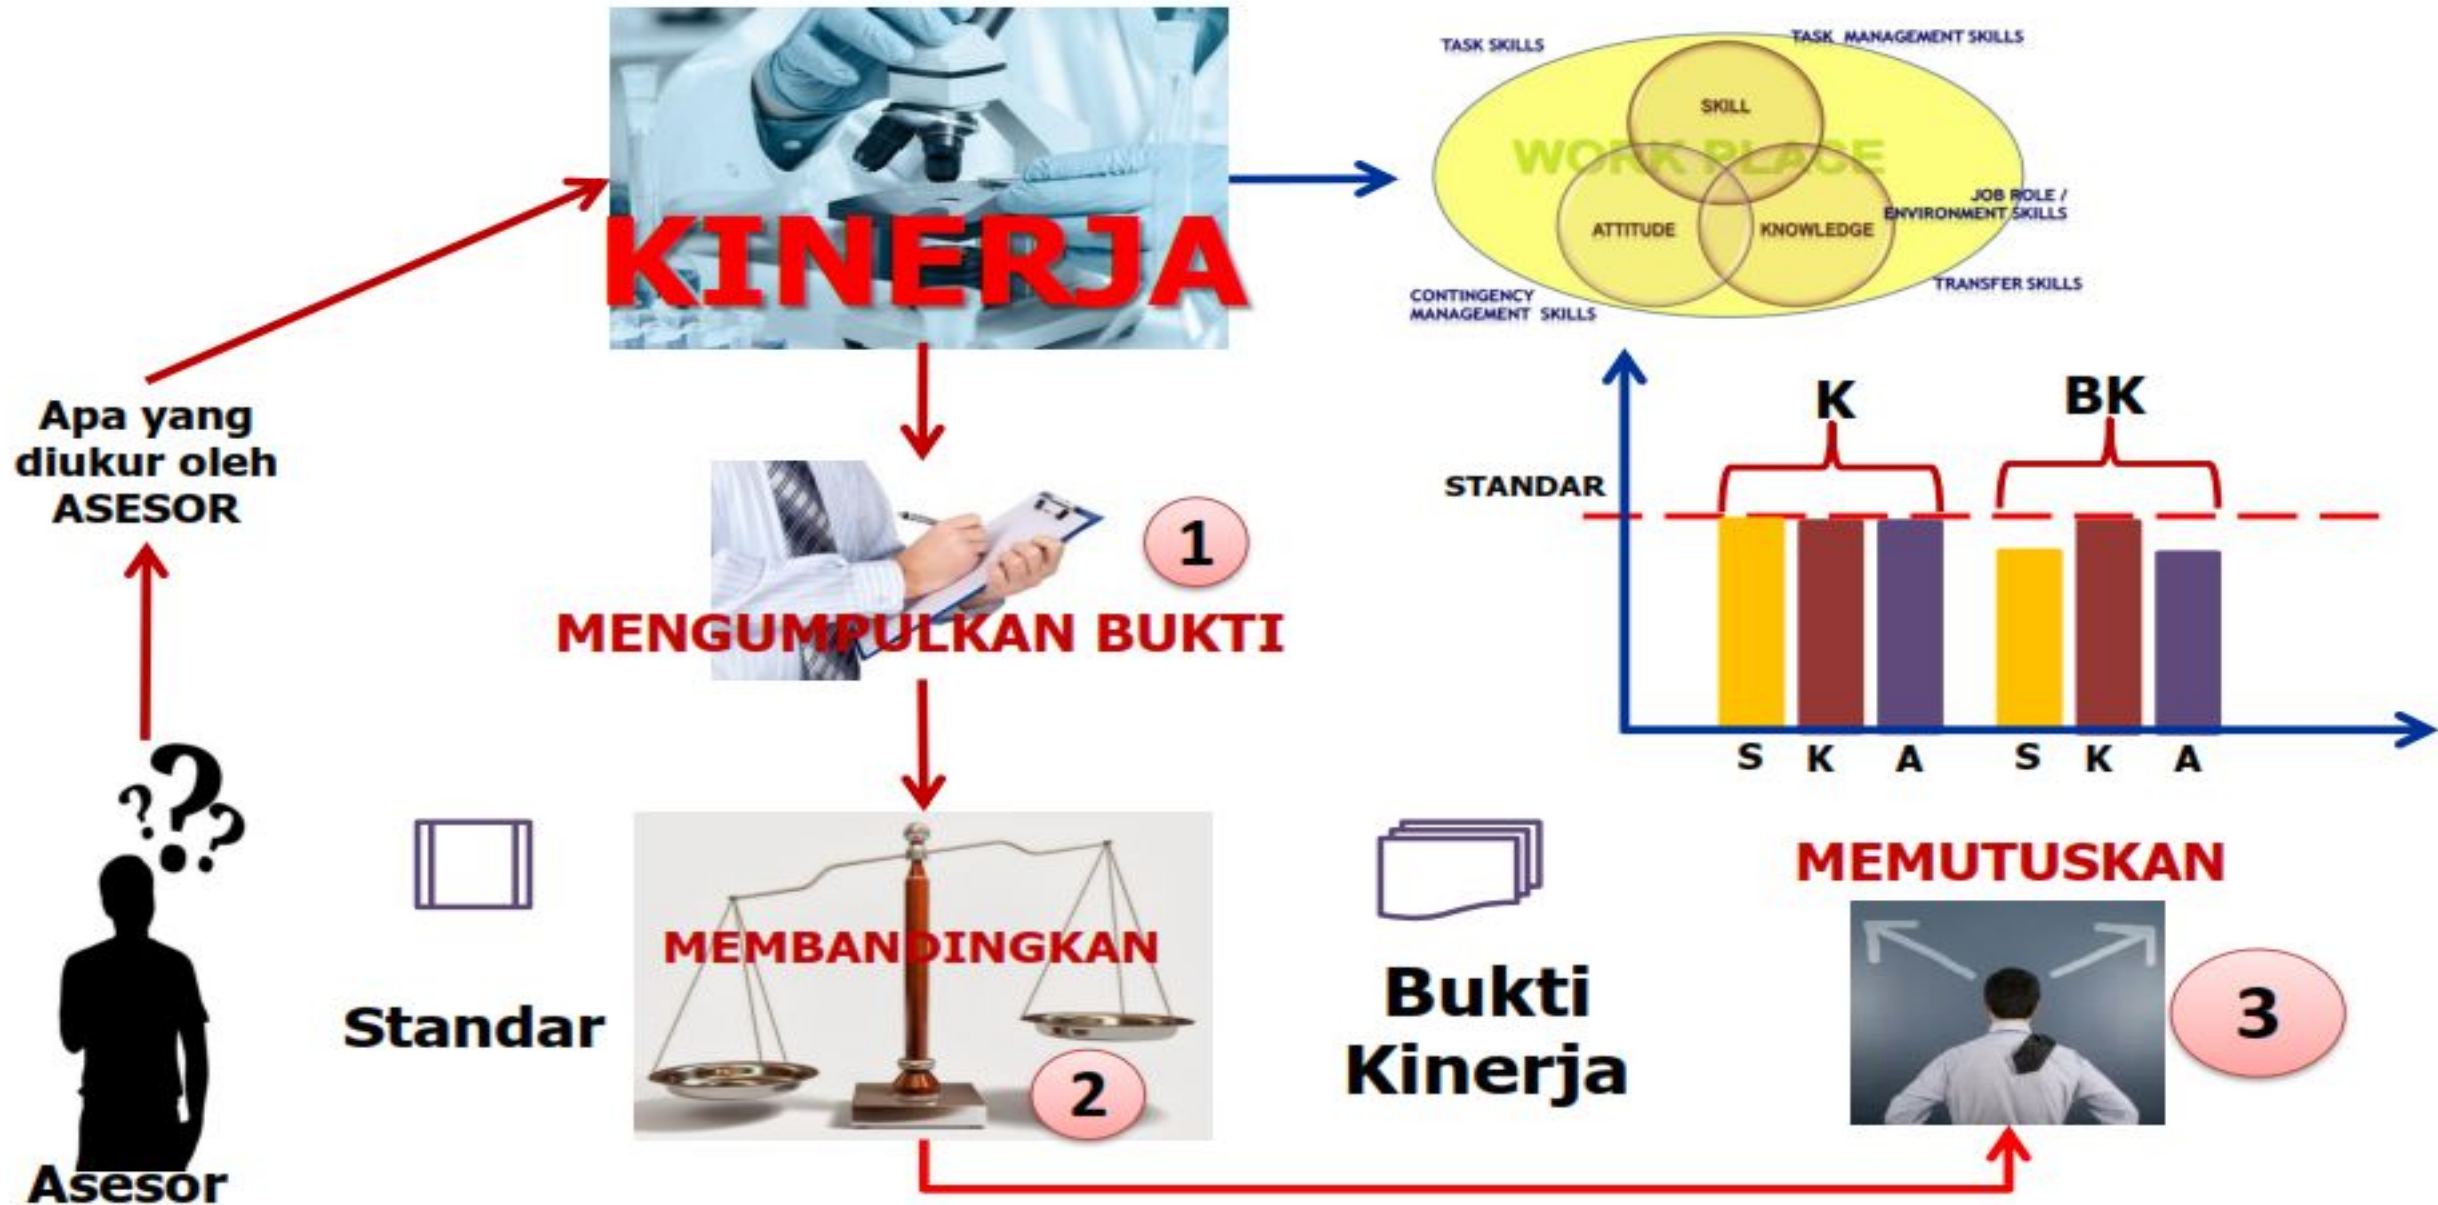 KINERJA
TASK SKILLS
TASK MANAGEMENT SKILLS
SKILL
WORK PLACE
ATTITUDE
KNOWLEDGE
JOB ROLE /
ENVIRONMENT SKILLS
TRANSFER SKILLS
CONTINGENCY
MANAGEMENT SKILLS
Apa yang
diukur oleh
ASESOR
K
BK
STANDAR
1
MENGUMPULKAN BUKTI
S K A S K A
? ? ?
Asesor
Standar
MEMBANDINGKAN
2
Bukti
Kinerja
MEMUTUSKAN
3